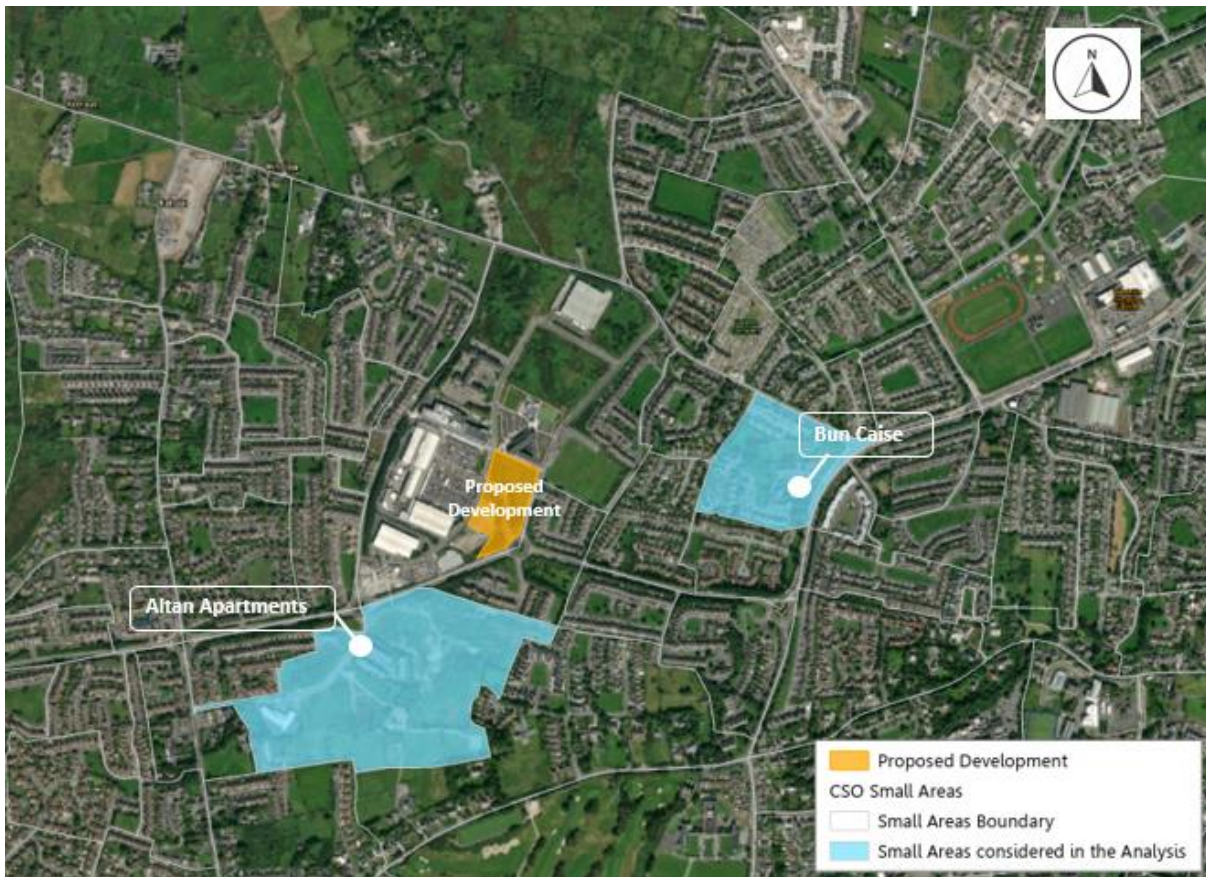 N
Bun Caise
Proposed
Development
Altan Apartments
Proposed Development
CSO Small Areas
Small Areas Boundary
Small Areas considered in the Analysis